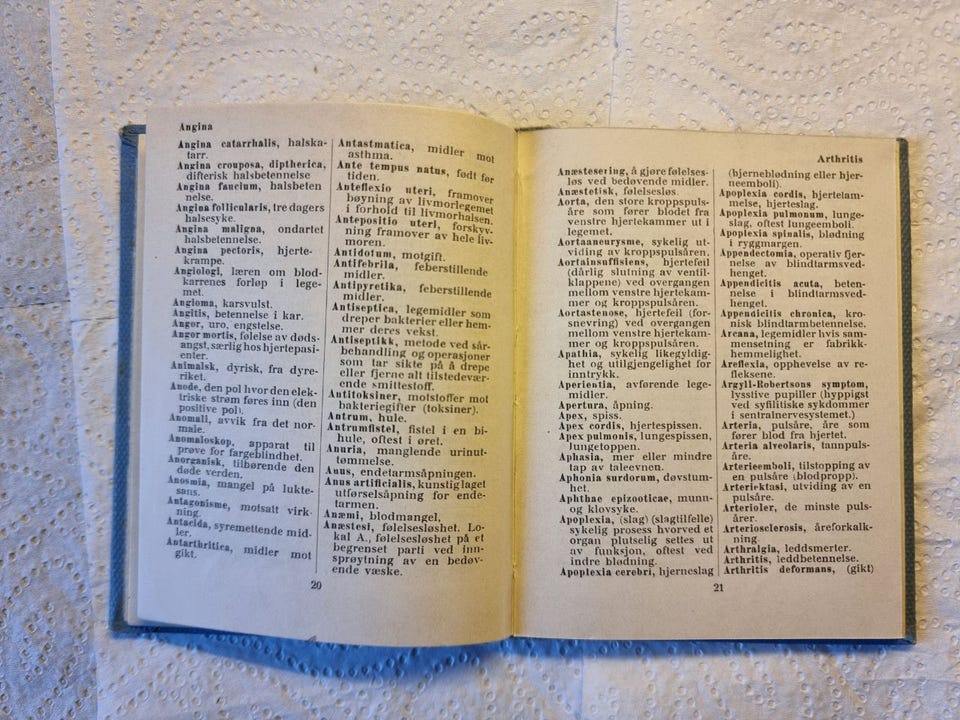 Angina
Angina catarrhalis, halska-
tarr.
Angina crouposa, diptherica,
difterisk halsbetennelse
Angina faucium, halsbeten
nelse.
Angina follicularis, tre dagers
halsesyke.
Angina maligna, ondartet
halsbetennelse.
Angina pectoris, hjerte-
krampe.
Angiologi, læren om blod-
karrenes forløp i lege-
met.
Angioma, karsvulst.
Angitis, betennelse i kar.
Angor, uro, engstelse.
Angor mortis, følelse av døds-
angst, særlig hos hjertepasi-
enter.
Animalsk, dyrisk, fra dyre-
riket.
Anode, den pol hvor den elek-
triske strøm føres inn (den
positive pol).
Anomali, avvik fra det nor-
male.
Anomaloskop, apparat til
prøve for fargeblindhet.
Anorganisk, tilhørende den
døde verden.
Anosmia, mangel på lukte-
sans.
Antagonisme, motsatt virk-
ning.
Antacida, syremettende mid-
ler.
Antarthritica, midler mot
gikt.
Antastmatica, midler mot
asthma.
Ante tempus natus, født før
tiden.
Anteflexio uteri, framover
bøyning av livmorlegemet
i forhold til livmorhalsen.
Antepositio uteri, forskyv-
ning framover av hele liv-
moren.
Antidotum, motgift.
Antifebrila, feberstillende
midler.
Antipyretika, feberstillende
midler.
Antiseptica, legemidler som
dreper bakterier eller hem-
mer deres vekst.
Antiseptikk, metode ved sår-
behandling og operasjoner
som tar sikte på å drepe
eller fjerne alt tilstedevær-
ende smittestoff.
Antitoksiner, motstoffer mot
bakteriegifter (toksiner).
Antrum, hule.
Antrumfistel, fistel i en bi-
hule, oftest i øret.
Anuria, manglende urinut-
tømmelse.
Anus, endetarmsåpningen.
Anus artificialis, kunstig laget
utførselsåpning for ende-
tarmen.
Anæmi, blodmangel,
Anæstesi, følelsesløshet. Lo-
kal A., følelsesløshet på et
begrenset parti ved inn-
sprøytning av en bedøv-
ende væske.
20
Arthritis
Anæstesering, å gjøre følelses-
løs ved bedøvende midler.
Anæstetisk, følelsesløs.
Aorta, den store kroppspuls-
åre som fører blodet fra
venstre hjertekammer ut i
legemet.
Aortaaneurysme, sykelig ut-
viding av kroppspulsåren.
Aortainsuffisiens, hjertefeil
(dårlig slutning av ventil-
klappene) ved overgangen
mellom venstre hjertekam-
mer og kroppspulsåren.
Aortastenose, hjertefeil (for-
snevring) ved overgangen
mellom venstre hjertekam-
mer og kroppspulsåren.
Apathia, sykelig likegyldig-
het og utilgjengelighet for
inntrykk.
Aperientia, avførende lege-
midler.
Apertura, åpning.
Apex, spiss.
Apex cordis, hjertespissen.
Apex pulmonis, lungespissen,
lungetoppen.
Aphasia, mer eller mindre
tap av taleevnen.
Aphonia surdorum, døvstum-
het.
Aphthae epizooticae, munn-
og klovsyke.
Apoplexia, (slag) (slagtilfelle)
sykelig prosess hvorved et
organ plutselig settes ut
av funksjon, oftest ved
indre blødning.
Apoplexia cerebri, hjerneslag
(hjerneblødning eller hjer-
neemboli).
Apoplexia cordis, hjertelam-
melse, hjerteslag.
Apoplexia pulmonum, lunge-
slag, oftest lungeemboli.
Apoplexia spinalis, blødning
i ryggmargen.
Appendectomia, operativ fjer-
nelse av blindtarmsved-
henget.
Appendicitis acuta, beten-
nelse i blindtarmsved-
henget.
Appendicitis chronica, kro-
nisk blindtarmbetennelse.
Arcana, legemidler hvis sam-
mensetning er fabrikk-
hemmelighet.
Areflexia, opphevelse av re-
fleksene.
Argyll-Robertsons symptom,
lysstive pupiller (hyppigst
ved syfilitiske sykdommer
i sentralnervesystemet.)
Arteria, pulsåre, åre som
fører blod fra hjertet.
Arteria alveolaris, tannpuls-
åre.
Arterieemboli, tilstopping av
en pulsåre (blodpropp).
Arteriektasi, utviding av en
pulsåre.
Arterioler, de minste puls-
årer.
Arteriosclerosis, åreforkalk-
ning.
Arthralgia, leddsmerter.
Arthritis, leddbetennelse.
Arthritis deformans, (gikt)
21